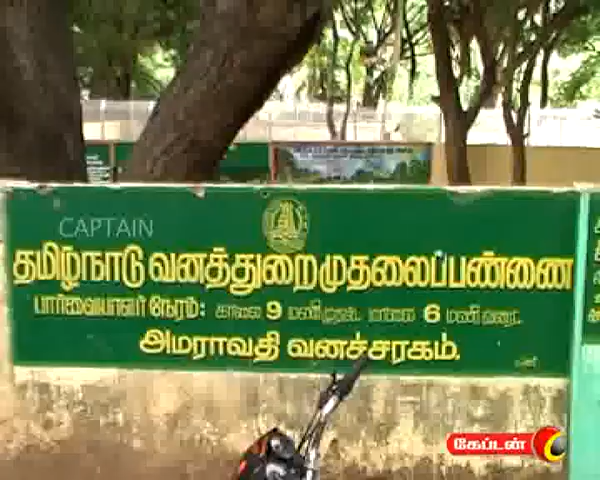 CAPTAIN
தமிழ்நாடு வனத்துறை முதலைப்பண்ணை
பார்வையாளர் நேரம்: காலை 9 மணி முதல் மாலை 6 மணி வரை.
அமராவதி வனச்சரகம்.
கேப்டன்